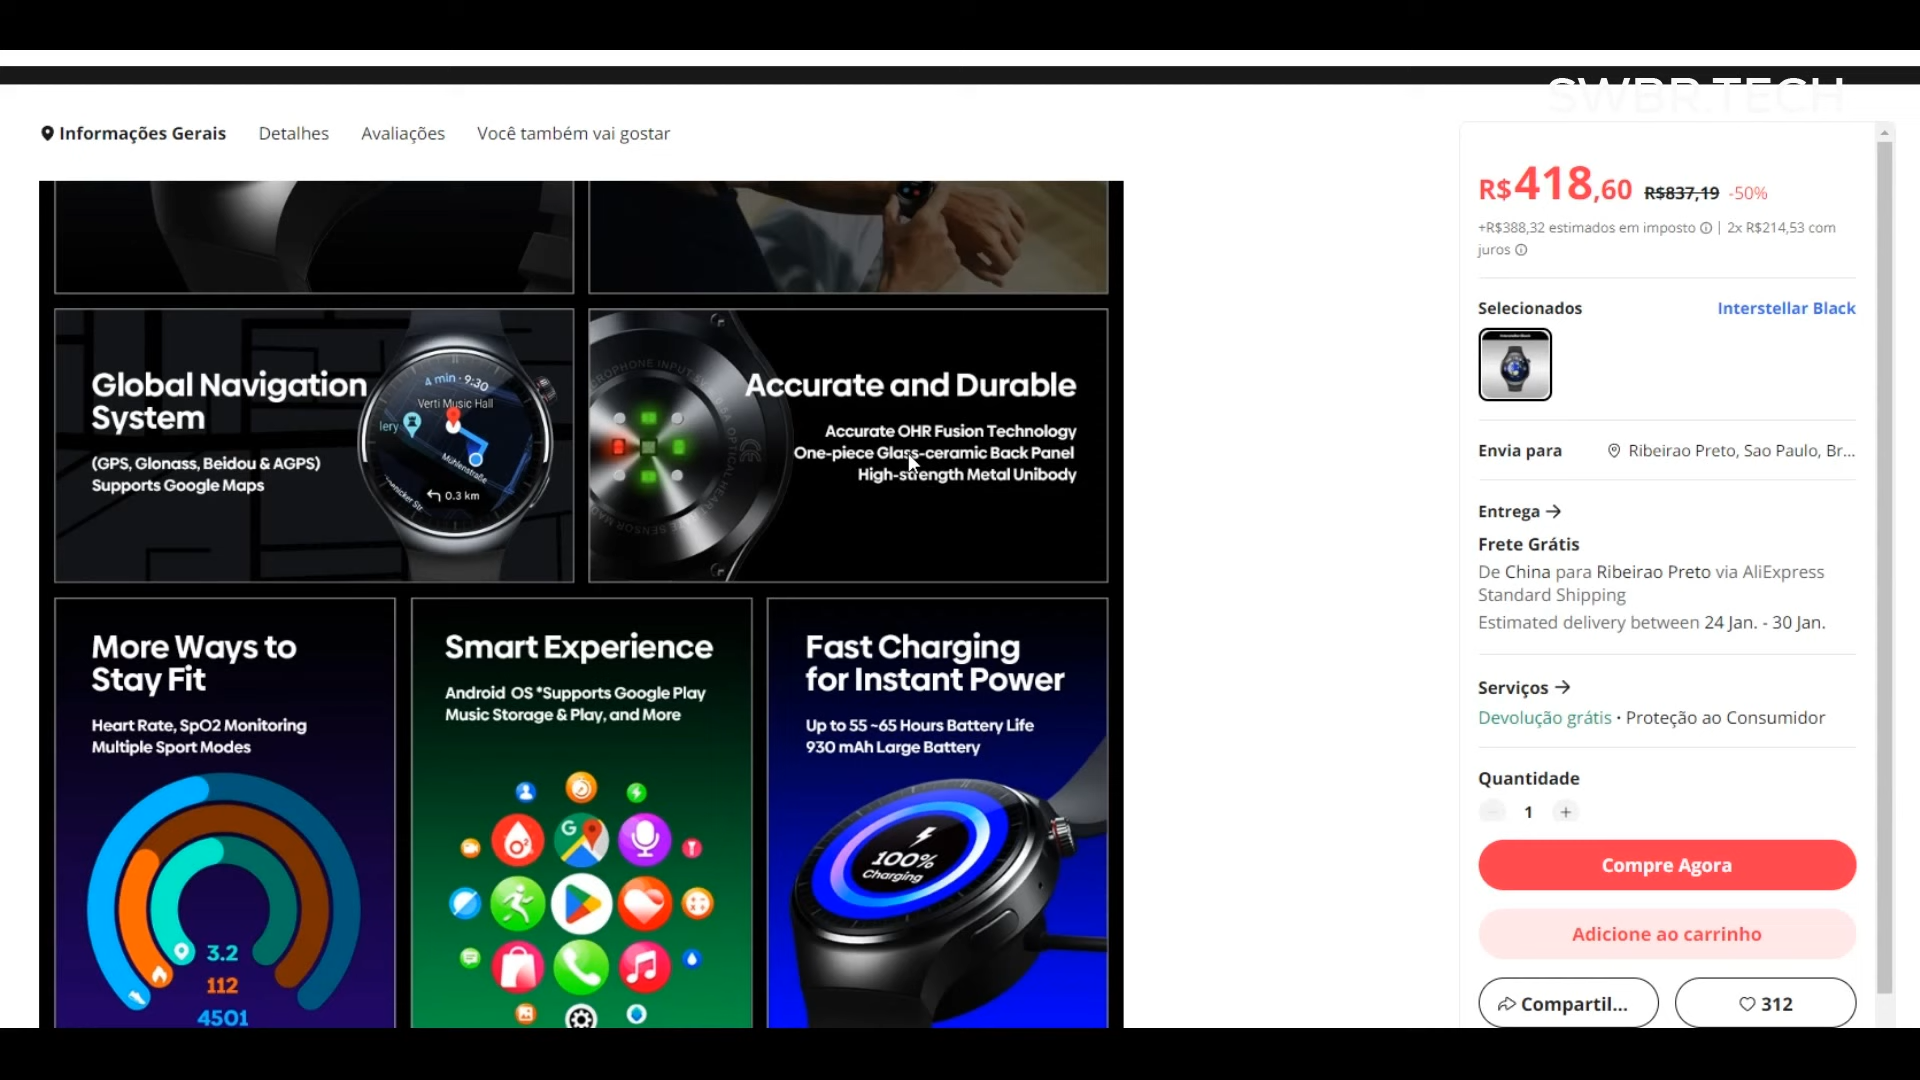 SWBR.TECH
Informações Gerais Detalhes Avaliações Você também vai gostar
Global Navigation
System
(GPS, Glonass, Beidou & AGPS)
Supports Google Maps
4 min · 9:30
Verti Music Hall
lery
Mühlenstraße
0.3 km
Accurate and Durable
Accurate OHR Fusion Technology
One-piece Glass-ceramic Back Panel
High-strength Metal Unibody
More Ways to
Stay Fit
Heart Rate, SpO2 Monitoring
Multiple Sport Modes
3.2
112
4501
Smart Experience
Android OS *Supports Google Play
Music Storage & Play, and More
Fast Charging
for Instant Power
Up to 55 ~65 Hours Battery Life
930 mAh Large Battery
100%
Charging
R$418,60 R$837,19 -50%
+R$388,32 estimados em imposto | 2x R$214,53 com
juros
Selecionados Interstellar Black
Envia para Ribeirao Preto, Sao Paulo, Br...
Entrega
Frete Grátis
De China para Ribeirao Preto via AliExpress
Standard Shipping
Estimated delivery between 24 Jan. - 30 Jan.
Serviços
Devolução grátis · Proteção ao Consumidor
Quantidade
- 1 +
Compre Agora
Adicione ao carrinho
Compartil... 312